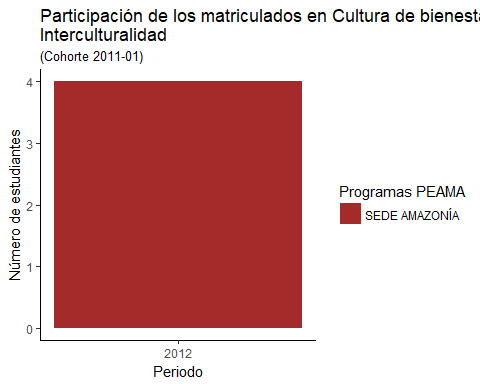 Participación de los matriculados en Cultura de bienesta
Interculturalidad
(Cohorte 2011-01)
4
3
2
1
0
Número de estudiantes
2012
Periodo
Programas PEAMA
SEDE AMAZONÍA